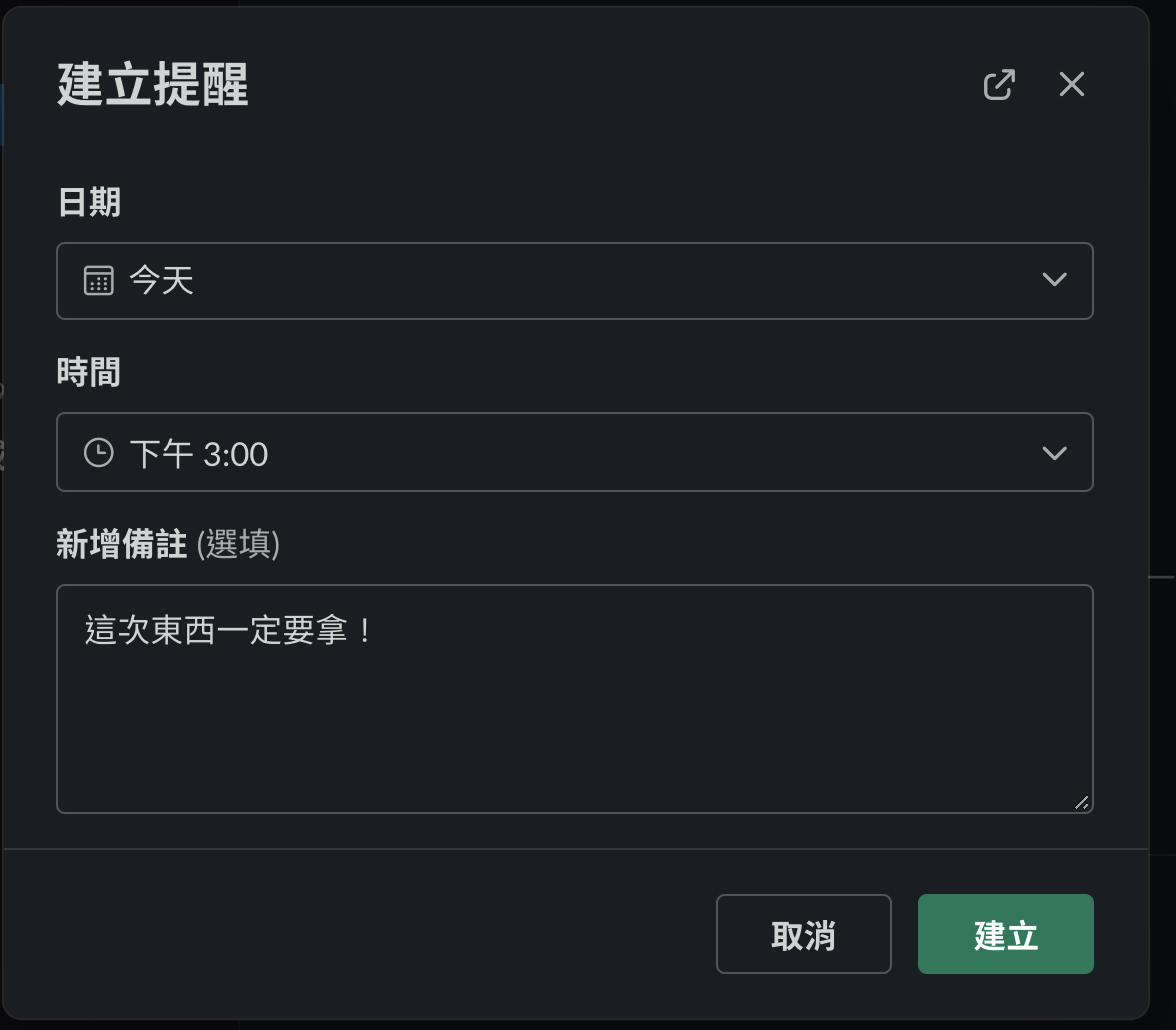 建立提醒
日期
今天
時間
下午 3:00
新增備註 (選填)
這次東西一定要拿！
取消
建立